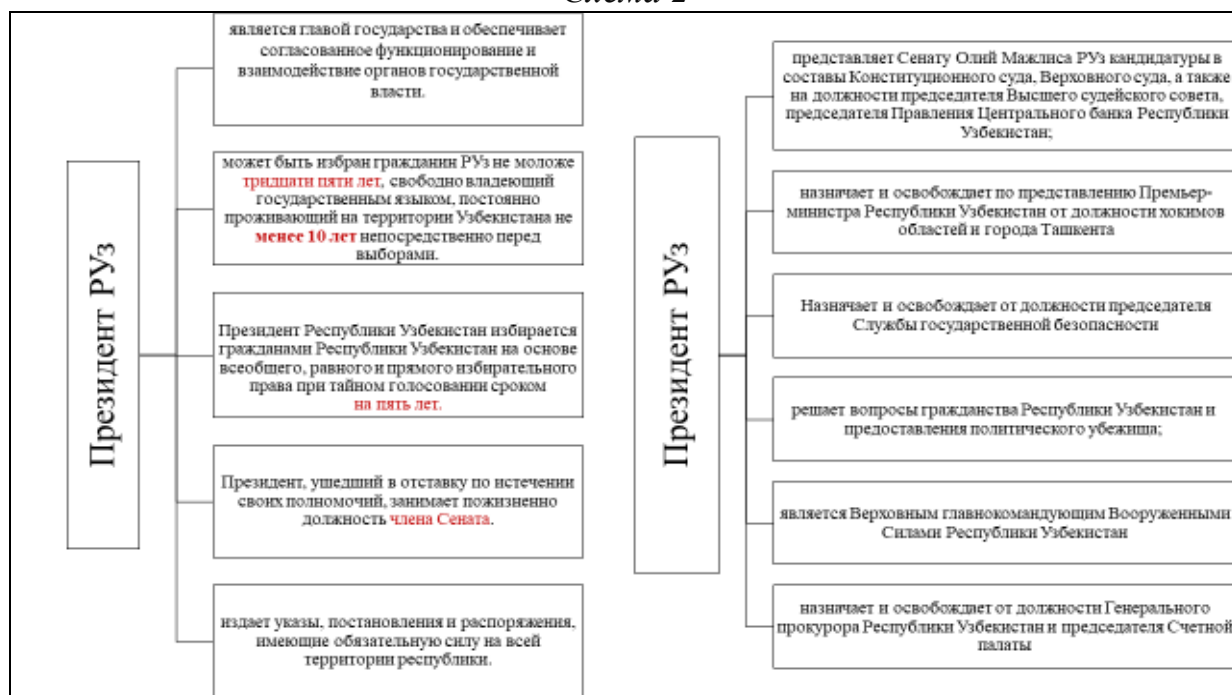 Схема 2
Президент РУз
является главой государства и обеспечивает
согласованное функционирование и
взаимодействие органов государственной
власти.
может быть избран гражданин РУз не моложе
тридцати пяти лет, свободно владеющий
государственным языком, постоянно
проживающий на территории Узбекистана не
менее 10 лет непосредственно перед
выборами.
Президент Республики Узбекистан избирается
гражданами Республики Узбекистан на основе
всеобщего, равного и прямого избирательного
права при тайном голосовании сроком
на пять лет.
Президент, ушедший в отставку по истечении
своих полномочий, занимает пожизненно
должность члена Сената.
издает указы, постановления и распоряжения,
имеющие обязательную силу на всей
территории республики.
Президент РУз
представляет Сенату Олий Мажлиса РУз кандидатуры в
составы Конституционного суда, Верховного суда, а также
на должности председателя Высшего судейского совета,
председателя Правления Центрального банка Республики
Узбекистан;
назначает и освобождает по представлению Премьер-
министра Республики Узбекистан от должности хокимов
областей и города Ташкента
Назначает и освобождает от должности председателя
Службы государственной безопасности
решает вопросы гражданства Республики Узбекистан и
предоставления политического убежища;
является Верховным главнокомандующим Вооруженными
Силами Республики Узбекистан
назначает и освобождает от должности Генерального
прокурора Республики Узбекистан и председателя Счетной
палаты